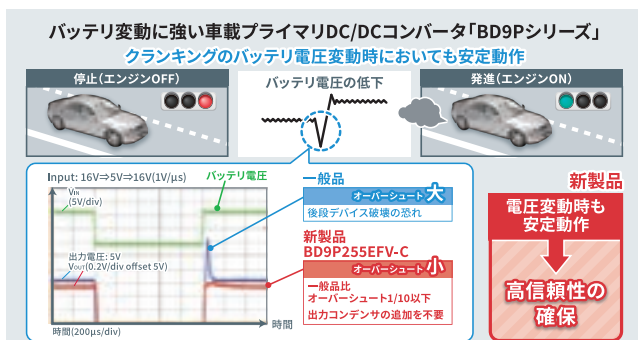 バッテリ変動に強い車載プライマリDC/DCコンバータ「BD9Pシリーズ」
クランキングのバッテリ電圧変動時においても安定動作
停止(エンジンOFF)
バッテリ電圧の低下
発進(エンジンON)
Input: 16V⇒5V⇒16V(1V/μs)
バッテリ電圧
VIN
(5V/div)
出力電圧: 5V
VOUT(0.2V/div offset 5V)
時間
時間(200μs/div)
一般品
オーバーシュート大
後段デバイス破壊の恐れ
新製品
BD9P255EFV-C
オーバーシュート小
一般品比
オーバーシュート1/10以下
出力コンデンサの追加を不要
新製品
電圧変動時も
安定動作
高信頼性の
確保